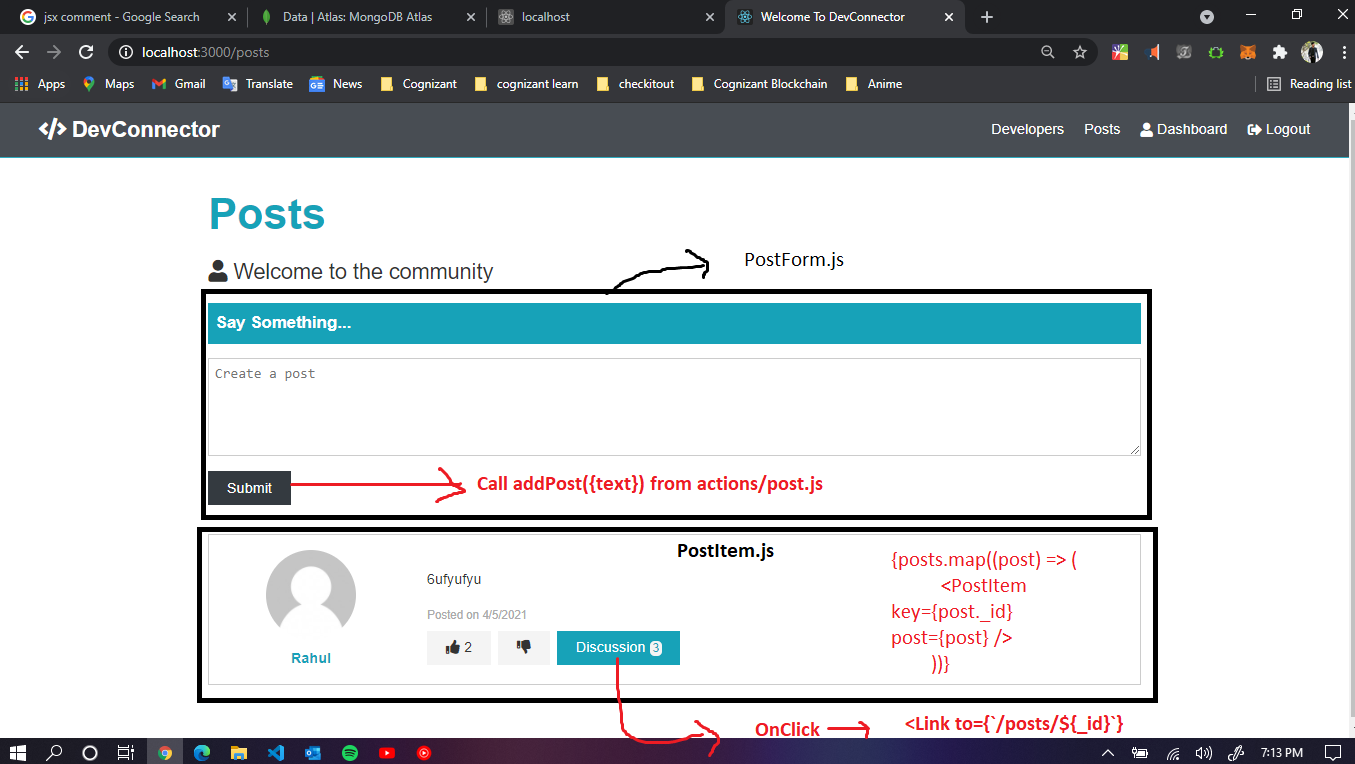 jsx comment - Google Search
Data | Atlas: MongoDB Atlas
localhost
Welcome To DevConnector
localhost:3000/posts
Apps
Maps
Gmail
Translate
News
Cognizant
cognizant learn
checkitout
Cognizant Blockchain
Anime
Reading list
</> DevConnector
Developers
Posts
Dashboard
Logout
Posts
Welcome to the community
PostForm.js
Say Something...
Create a post
Submit
Call addPost({text}) from actions/post.js
PostItem.js
6ufyufyu
Posted on 4/5/2021
2
Discussion 3
Rahul
{posts.map((post) => (
<PostItem
key={post._id}
post={post} />
))}
OnClick
<Link to={`/posts/${_id}`}
7:13 PM